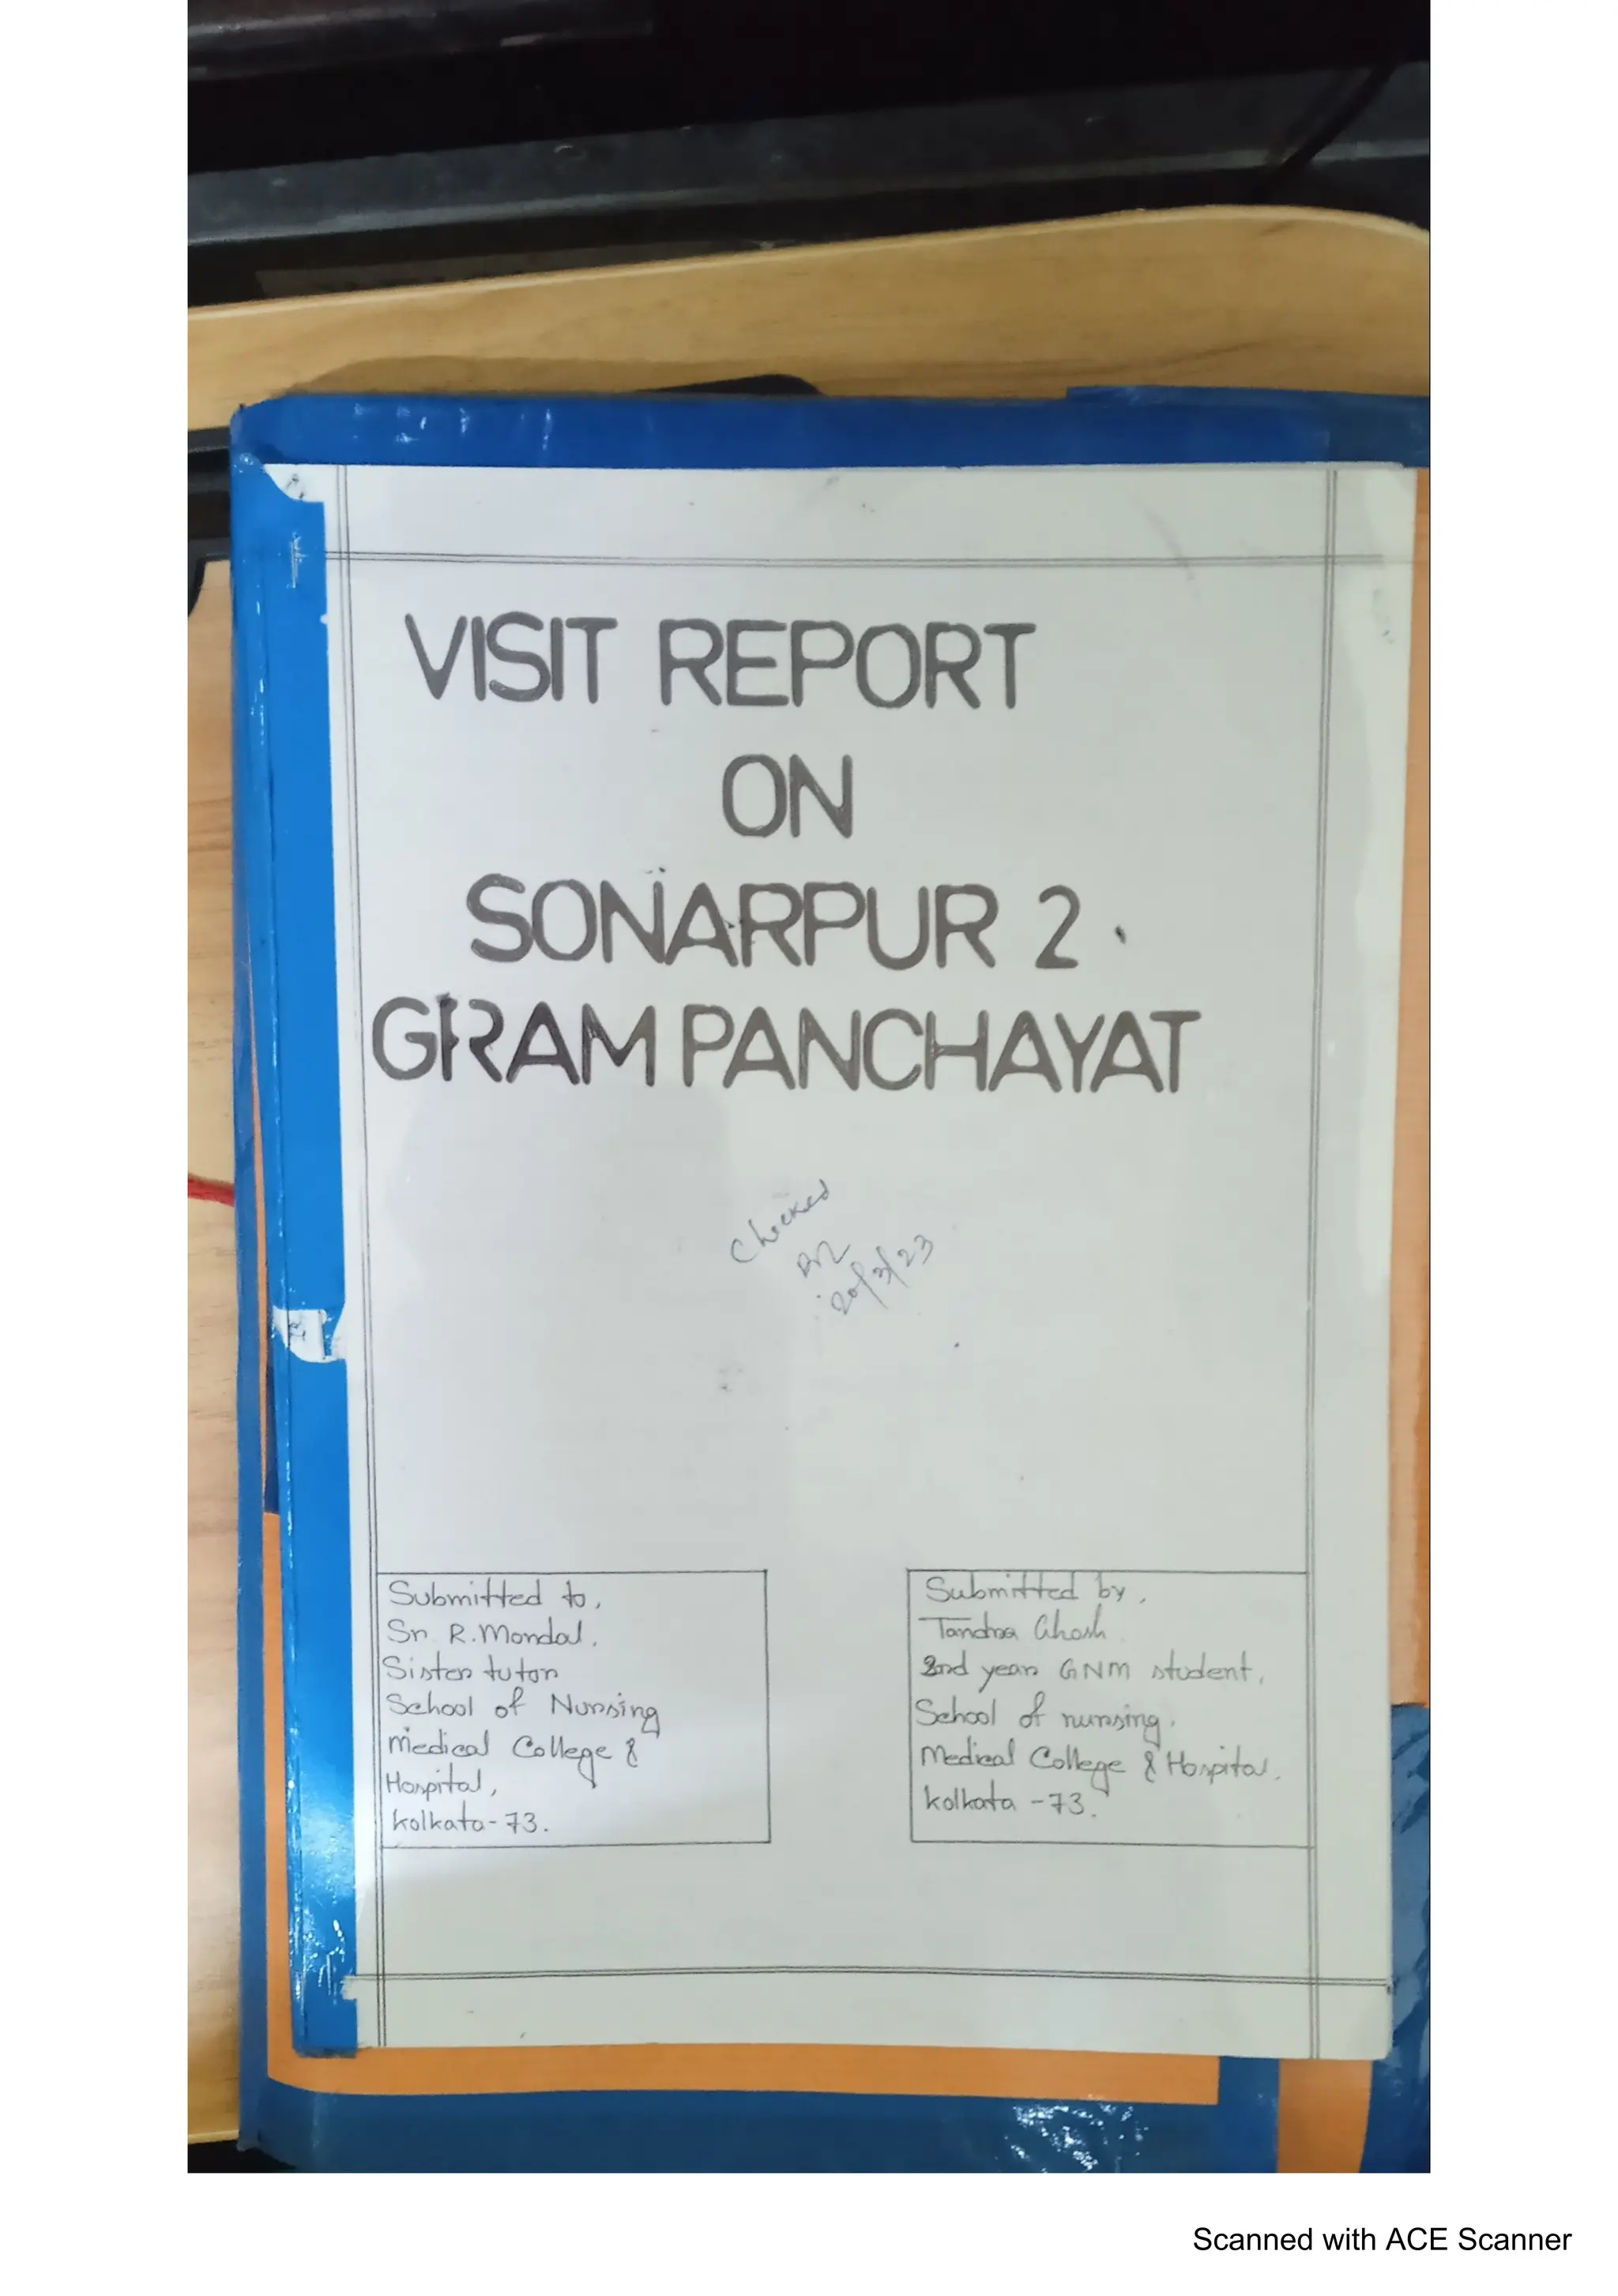 VISIT REPORT
ON
SONARPUR 2
GRAM PANCHAYAT
Checked
20/3/23
Submitted to,
Sr. R. Mondal.
Sister tutor
School of Nursing
Medical College &
Hospital,
Kolkata-73.
Submitted by,
Tandra Ghosh
2nd year GNM student,
School of nursing.
Medical College & Hospital.
Kolkata -73.
Scanned with ACE Scanner